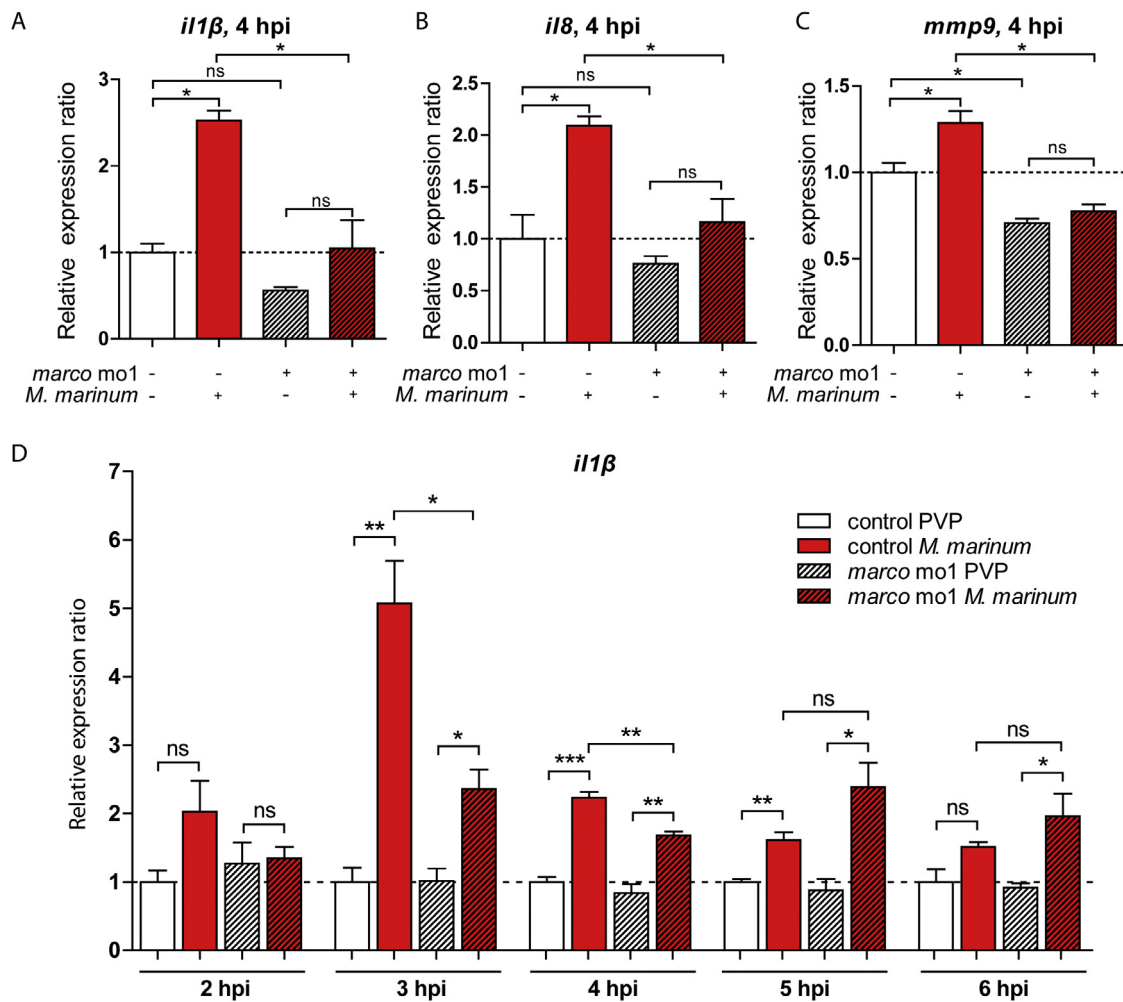 A
il1β, 4 hpi
Relative expression ratio
3
2
1
0
*
ns
*
ns
marco mo1 - - + +
M. marinum - + - +
B
il8, 4 hpi
Relative expression ratio
2.5
2.0
1.5
1.0
0.5
0.0
*
ns
*
ns
- - + +
- + - +
C
mmp9, 4 hpi
Relative expression ratio
1.5
1.0
0.5
0.0
*
*
*
ns
marco mo1 - - + +
M. marinum - + - +
D
il1β
Relative expression ratio
7
6
5
4
3
2
1
0
ns
ns
**
*
*
***
**
**
**
ns
*
ns
ns
*
control PVP
control M. marinum
marco mo1 PVP
marco mo1 M. marinum
2 hpi 3 hpi 4 hpi 5 hpi 6 hpi